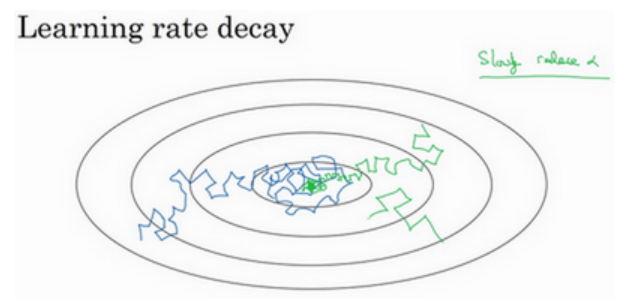 Learning rate decay
Slowly reduce α